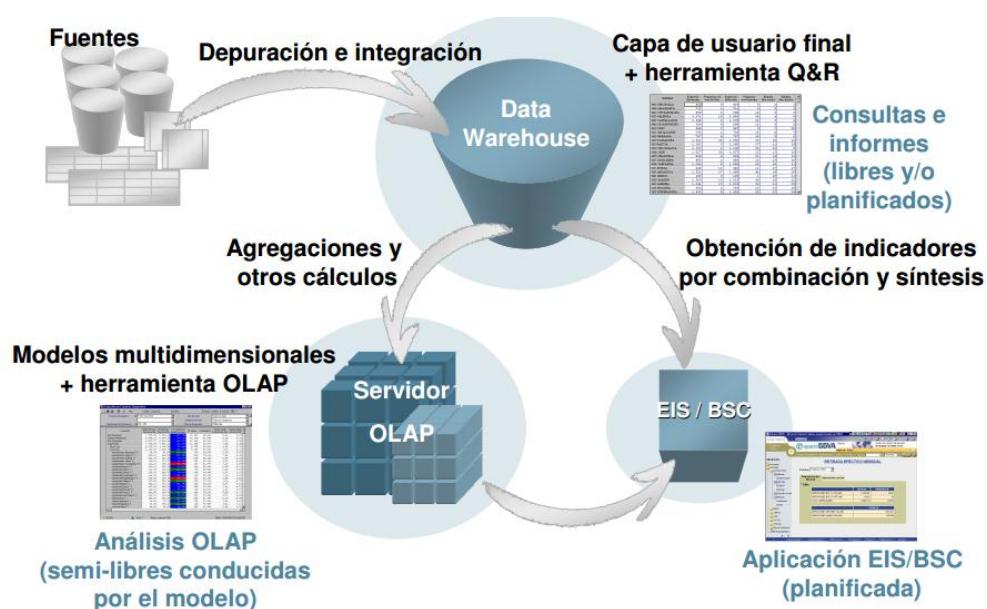 Fuentes
Depuración e integración
Capa de usuario final
+ herramienta Q&R
Data
Warehouse
Consultas e
informes
(libres y/o
planificados)
Agregaciones y
otros cálculos
Obtención de indicadores
por combinación y síntesis
Modelos multidimensionales
+ herramienta OLAP
Servidor
OLAP
EIS / BSC
BBVA
Análisis OLAP
(semi-libres conducidas
por el modelo)
Aplicación EIS/BSC
(planificada)